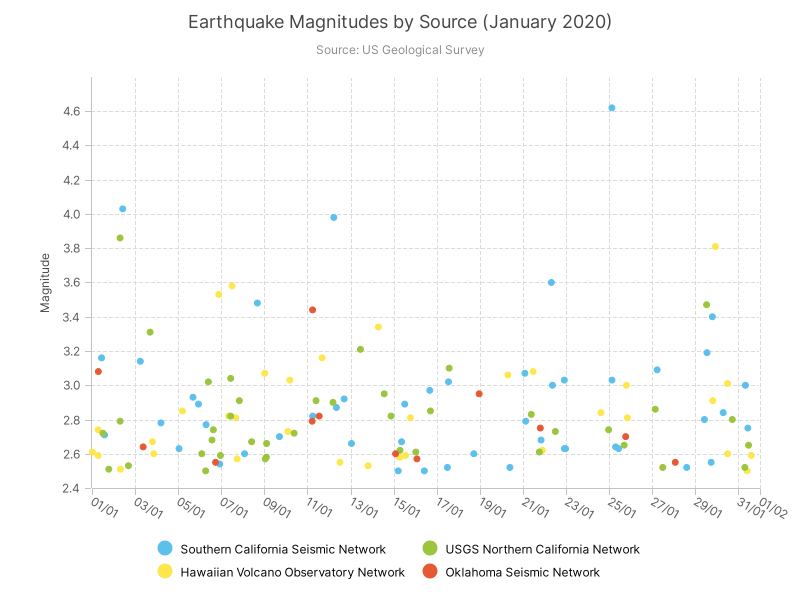 Earthquake Magnitudes by Source (January 2020)
Source: US Geological Survey
Magnitude
4.6
4.4
4.2
4.0
3.8
3.6
3.4
3.2
3.0
2.8
2.6
2.4
01/01 03/01 05/01 07/01 09/01 11/01 13/01 15/01 17/01 19/01 21/01 23/01 25/01 27/01 29/01 31/01 01/02
Southern California Seismic Network USGS Northern California Network
Hawaiian Volcano Observatory Network Oklahoma Seismic Network